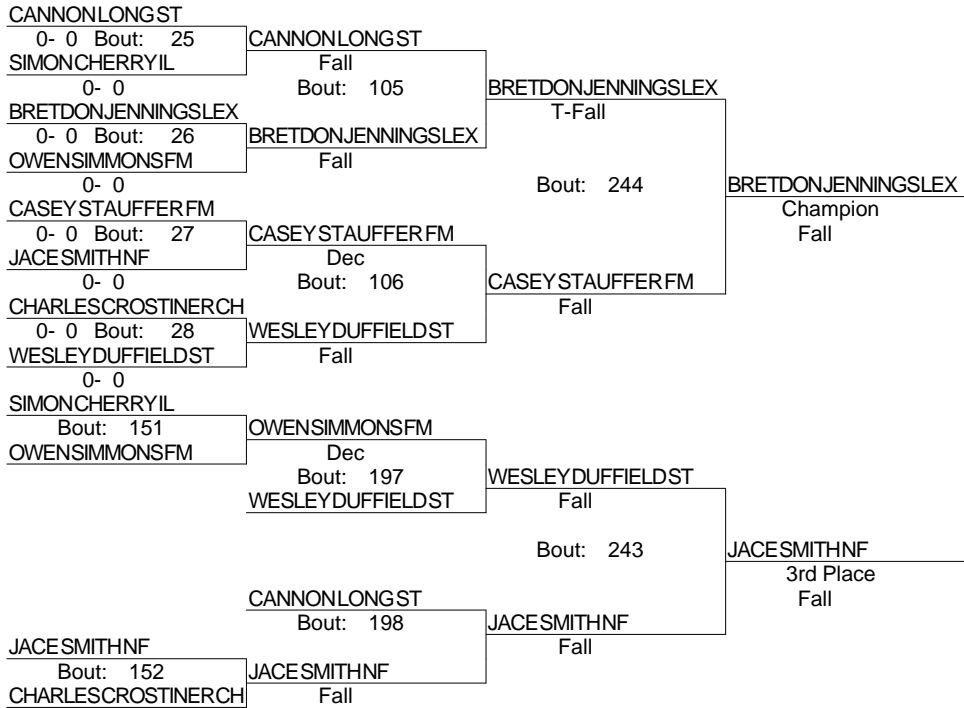 CANNONLONGST
0- 0 Bout: 25 CANNONLONGST
SIMONCHERRYIL Fall
0- 0 Bout: 105 BRETDONJENNINGSLEX
BRETDONJENNINGSLEX T-Fall
0- 0 Bout: 26 BRETDONJENNINGSLEX
OWENSIMMONSFM Fall
0- 0 Bout: 244 BRETDONJENNINGSLEX
CASEYSTAUFFERFM Champion
0- 0 Bout: 27 CASEYSTAUFFERFM Fall
JACESMITHNF Dec
0- 0 Bout: 106 CASEYSTAUFFERFM
CHARLESCROSTINERCH Fall
0- 0 Bout: 28 WESLEYDUFFIELDST
WESLEYDUFFIELDST Fall
0- 0
SIMONCHERRYIL
Bout: 151 OWENSIMMONSFM
OWENSIMMONSFM Dec
Bout: 197 WESLEYDUFFIELDST
WESLEYDUFFIELDST Fall
Bout: 243 JACESMITHNF
3rd Place
CANNONLONGST Fall
Bout: 198 JACESMITHNF
JACESMITHNF Fall
Bout: 152 JACESMITHNF
CHARLESCROSTINERCH Fall